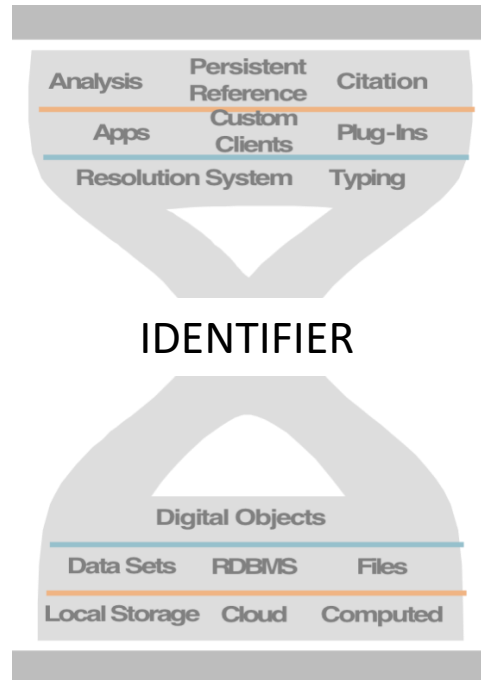 Analysis Persistent Reference Citation
Apps Custom Clients Plug-Ins
Resolution System Typing
IDENTIFIER
Digital Objects
Data Sets RDBMS Files
Local Storage Cloud Computed